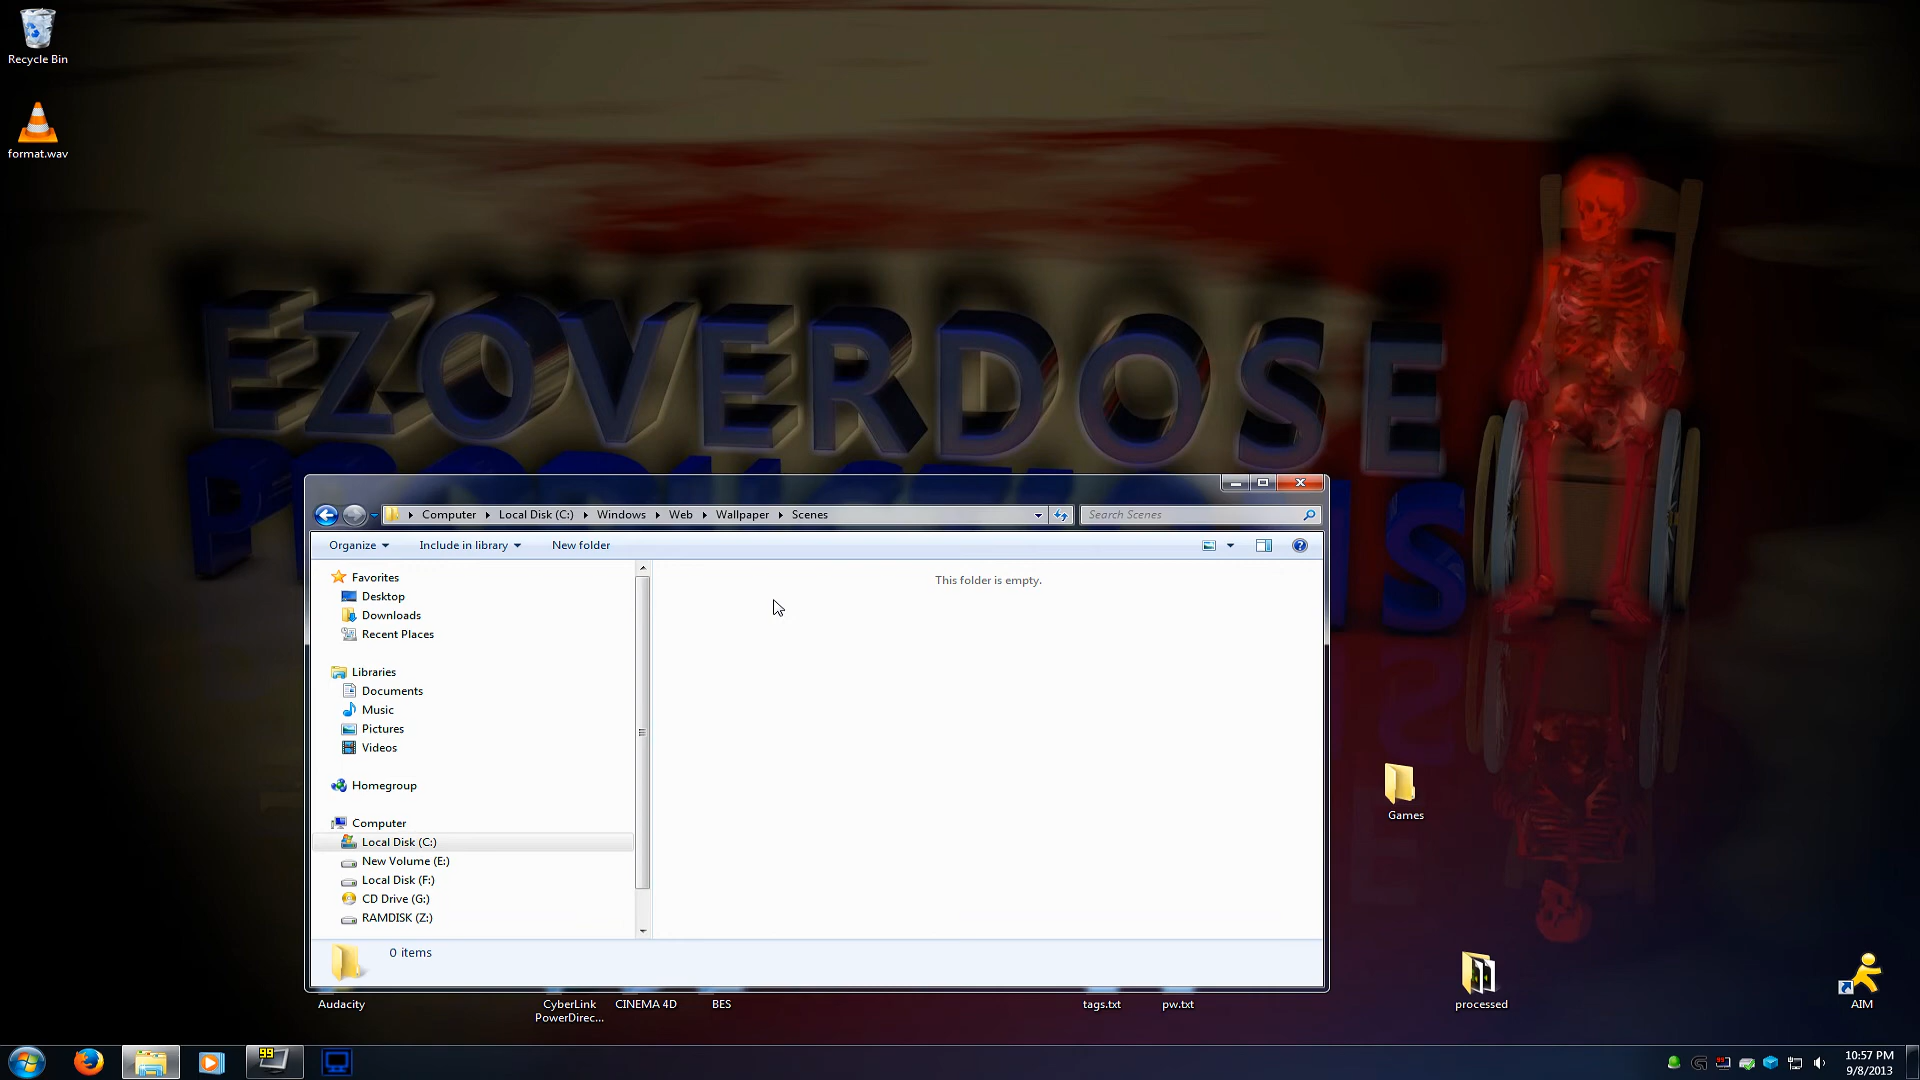 Recycle Bin
format.wav
EZOVERDOSE
Computer
Local Disk (C:)
Windows
Web
Wallpaper
Scenes
Search Scenes
Organize
Include in library
New folder
Favorites
Desktop
Downloads
Recent Places
Libraries
Documents
Music
Pictures
Videos
Homegroup
Computer
Local Disk (C:)
New Volume (E:)
Local Disk (F:)
CD Drive (G:)
RAMDISK (Z:)
This folder is empty.
0 items
Games
Audacity
CyberLink
PowerDirec...
CINEMA 4D
BES
tags.txt
pw.txt
processed
AIM
99
10:57 PM
9/8/2013